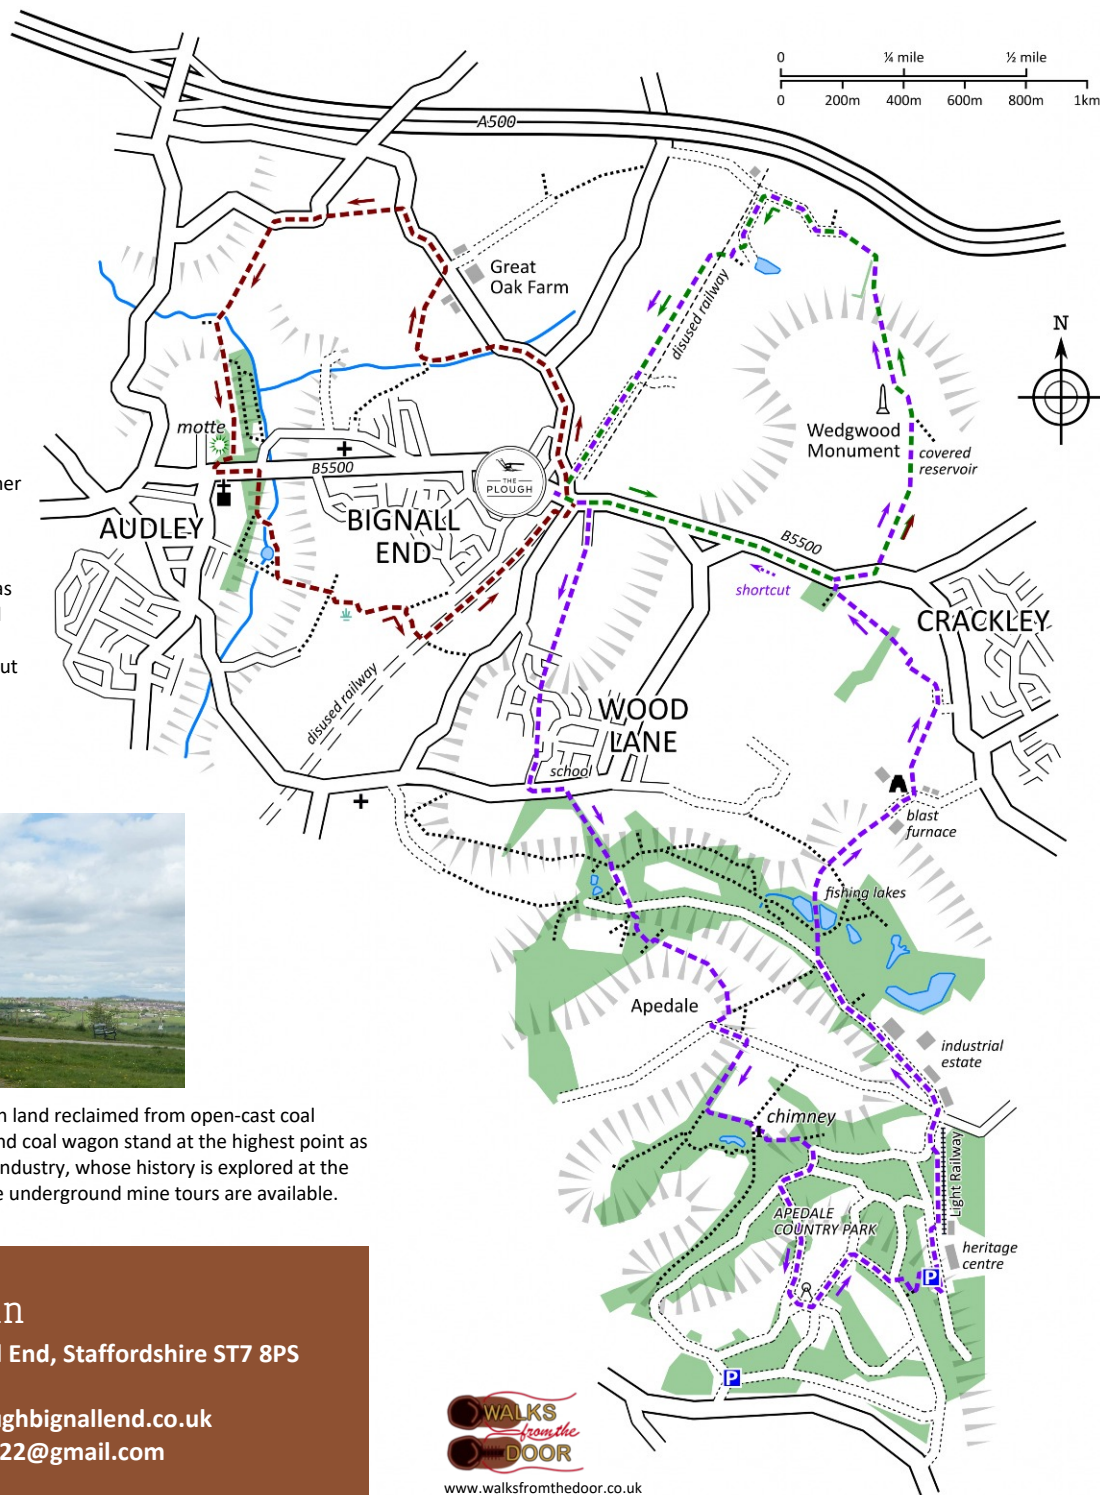 0 ¼ mile ½ mile
0 200m 400m 600m 800m 1km
A500
N
Great
Oak Farm
disused railway
motte
Wedgwood
Monument
covered
reservoir
B5500
THE
PLOUGH
AUDLEY
BIGNALL
END
B5500
shortcut
CRACKLEY
disused railway
WOOD
LANE
school
blast
furnace
fishing lakes
Apedale
industrial
estate
chimney
Light Railway
APEDALE
COUNTRY PARK
heritage
centre
P
P
ner
as
out
n land reclaimed from open-cast coal
nd coal wagon stand at the highest point as
industry, whose history is explored at the
e underground mine tours are available.
n
l End, Staffordshire ST7 8PS
ughbignallend.co.uk
22@gmail.com
WALKS
from the
DOOR
www.walksfromthedoor.co.uk